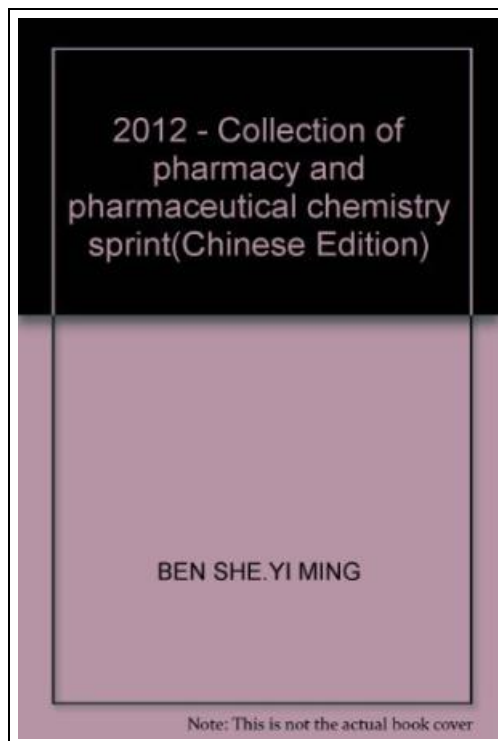 2012 - Collection of
pharmacy and
pharmaceutical chemistry
sprint(Chinese Edition)
BEN SHE.YI MING
Note: This is not the actual book cover